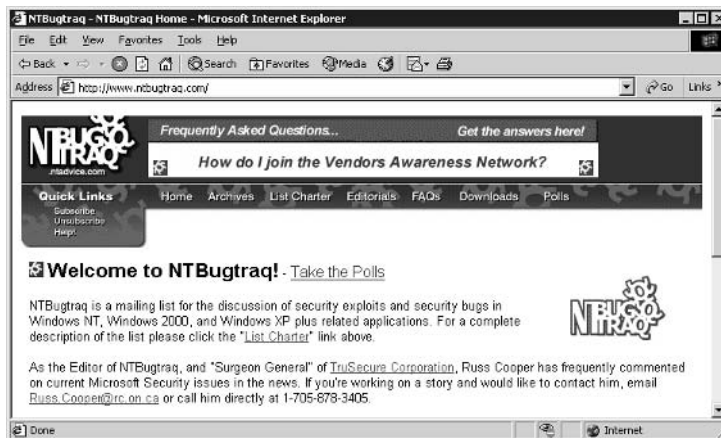 NTBugtraq - NTBugtraq Home - Microsoft Internet Explorer
File Edit View Favorites Tools Help
Back Search Favorites Media
Address http://www.ntbugtraq.com/ Go Links »
NTBUGTRAQ
.ntadvice.com
Frequently Asked Questions... Get the answers here!
How do I join the Vendors Awareness Network?
Quick Links
Subscribe
Unsubscribe
Help!
Home Archives List Charter Editorials FAQs Downloads Polls
Welcome to NTBugtraq! - Take the Polls
NTBugtraq is a mailing list for the discussion of security exploits and security bugs in
Windows NT, Windows 2000, and Windows XP plus related applications. For a complete
description of the list please click the "List Charter" link above.
NTBUGTRAQ
As the Editor of NTBugtraq, and "Surgeon General" of TruSecure Corporation, Russ Cooper has frequently commented
on current Microsoft Security issues in the news. If you're working on a story and would like to contact him, email
Russ.Cooper@rc.on.ca or call him directly at 1-705-878-3405.
Done Internet